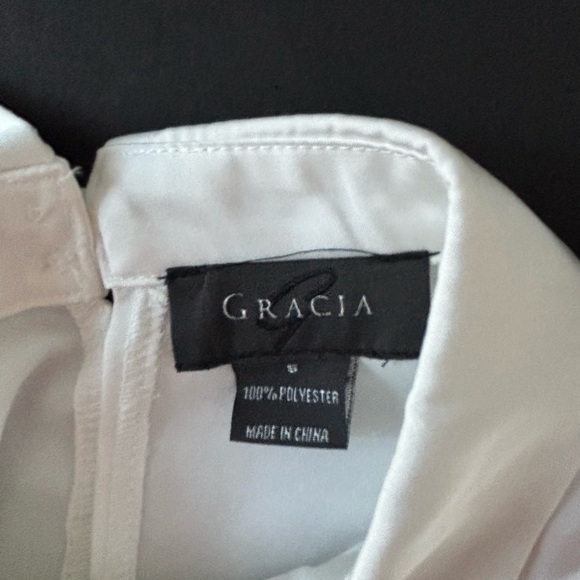 GRACIA
S
100% POLYESTER
MADE IN CHINA